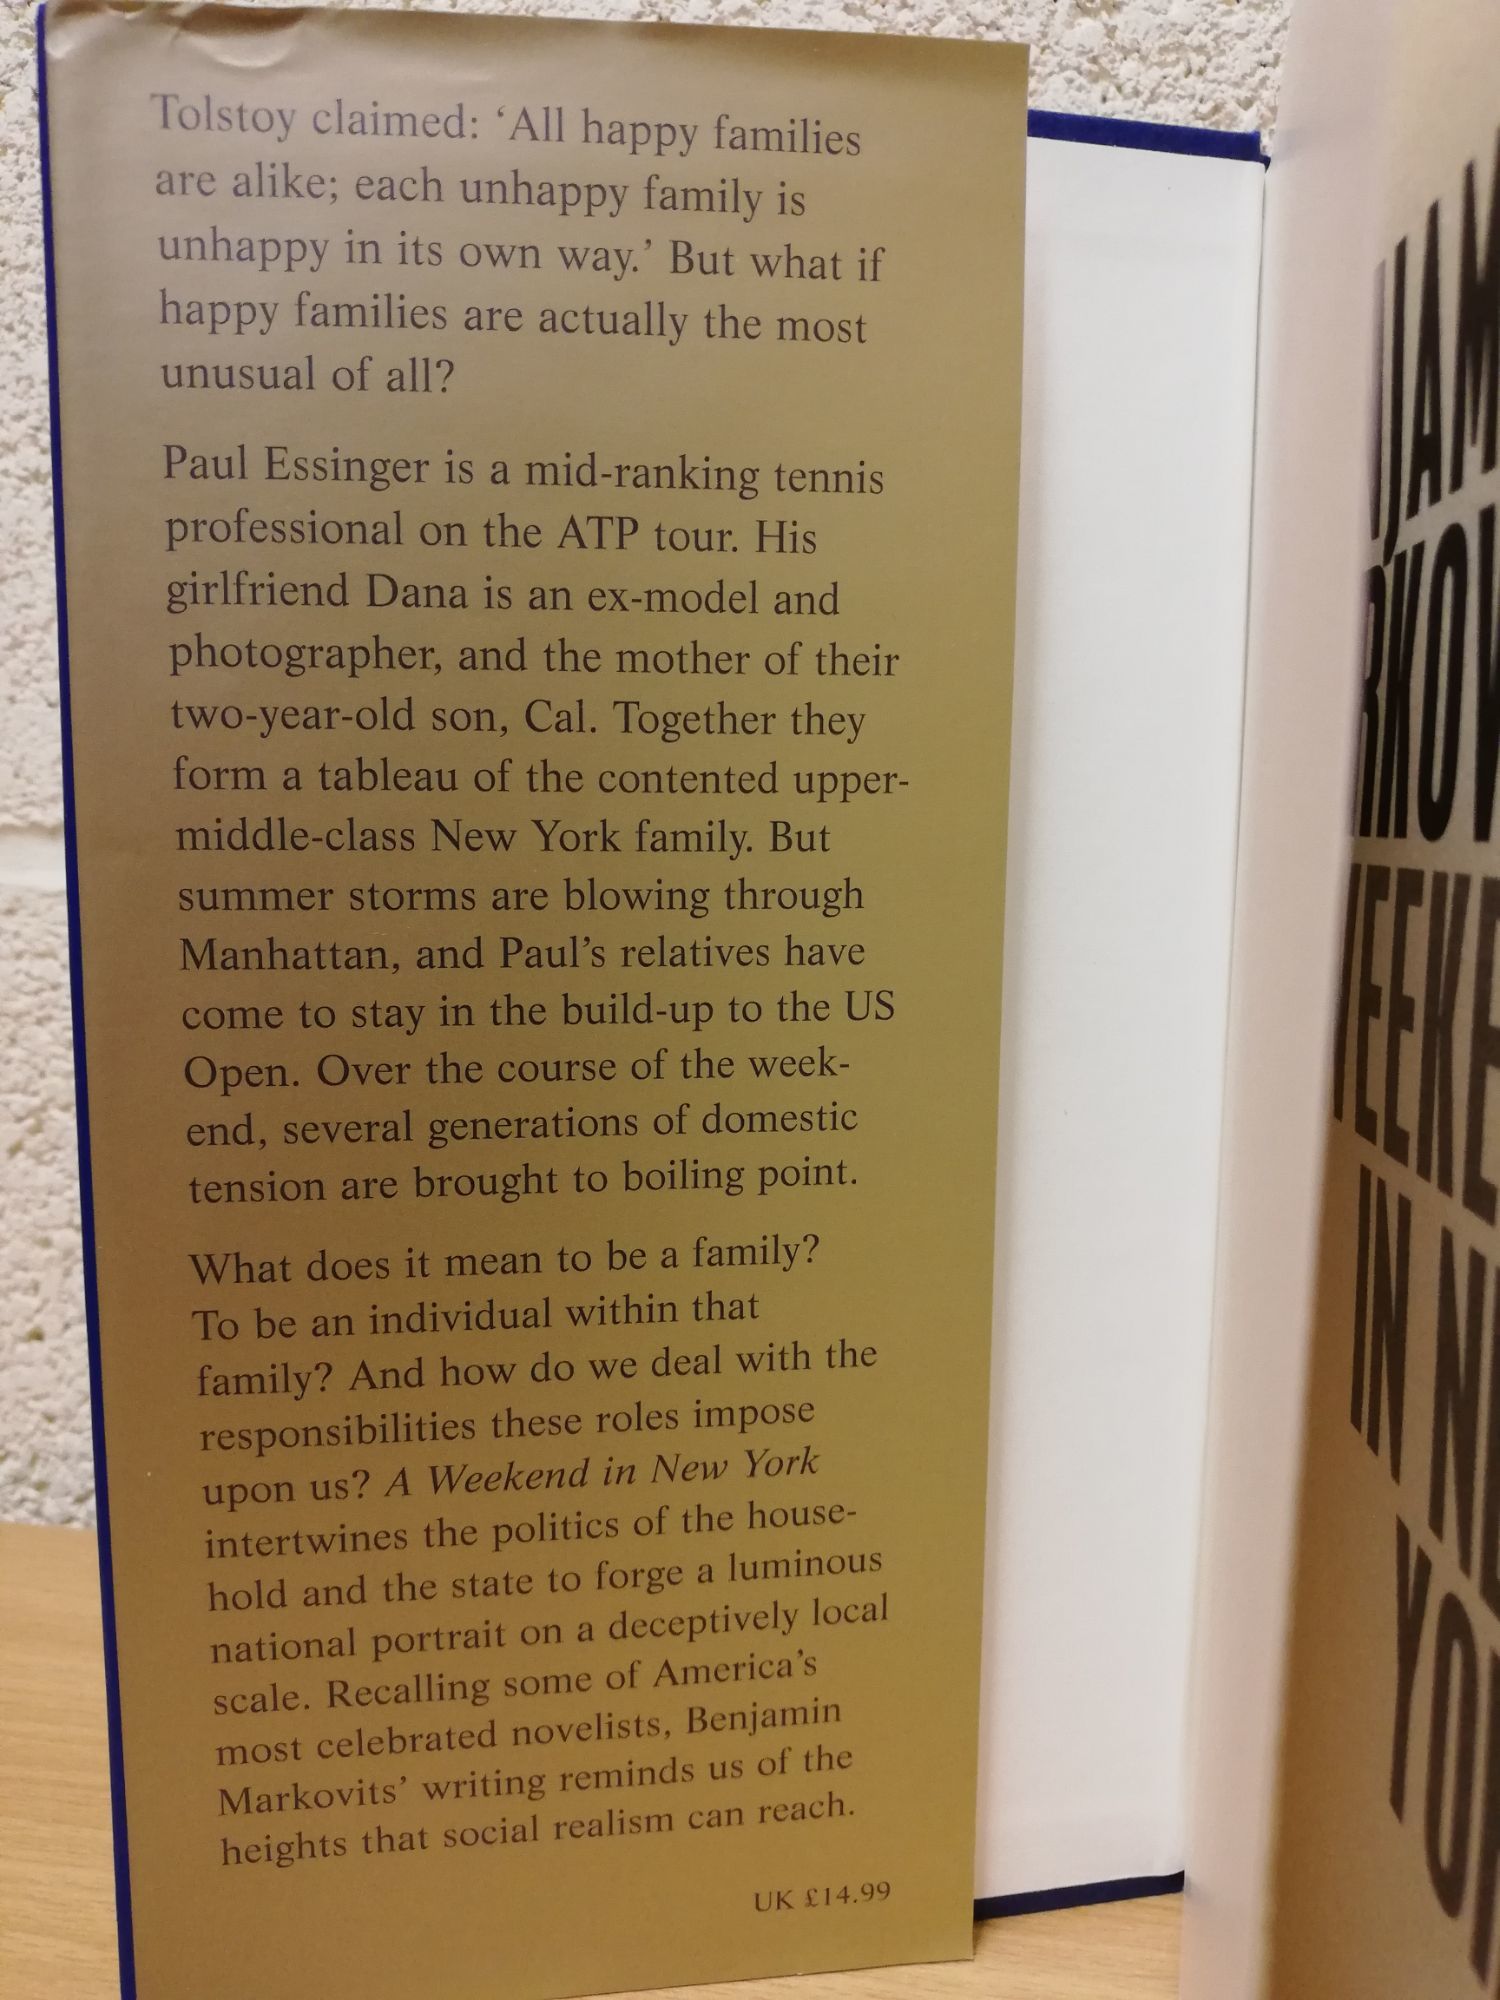 Tolstoy claimed: ‘All happy families
are alike; each unhappy family is
unhappy in its own way.’ But what if
happy families are actually the most
unusual of all?
Paul Essinger is a mid-ranking tennis
professional on the ATP tour. His
girlfriend Dana is an ex-model and
photographer, and the mother of their
two-year-old son, Cal. Together they
form a tableau of the contented upper-
middle-class New York family. But
summer storms are blowing through
Manhattan, and Paul’s relatives have
come to stay in the build-up to the US
Open. Over the course of the week-
end, several generations of domestic
tension are brought to boiling point.
What does it mean to be a family?
To be an individual within that
family? And how do we deal with the
responsibilities these roles impose
upon us? A Weekend in New York
intertwines the politics of the house-
hold and the state to forge a luminous
national portrait on a deceptively local
scale. Recalling some of America’s
most celebrated novelists, Benjamin
Markovits’ writing reminds us of the
heights that social realism can reach.
UK £14.99
IN